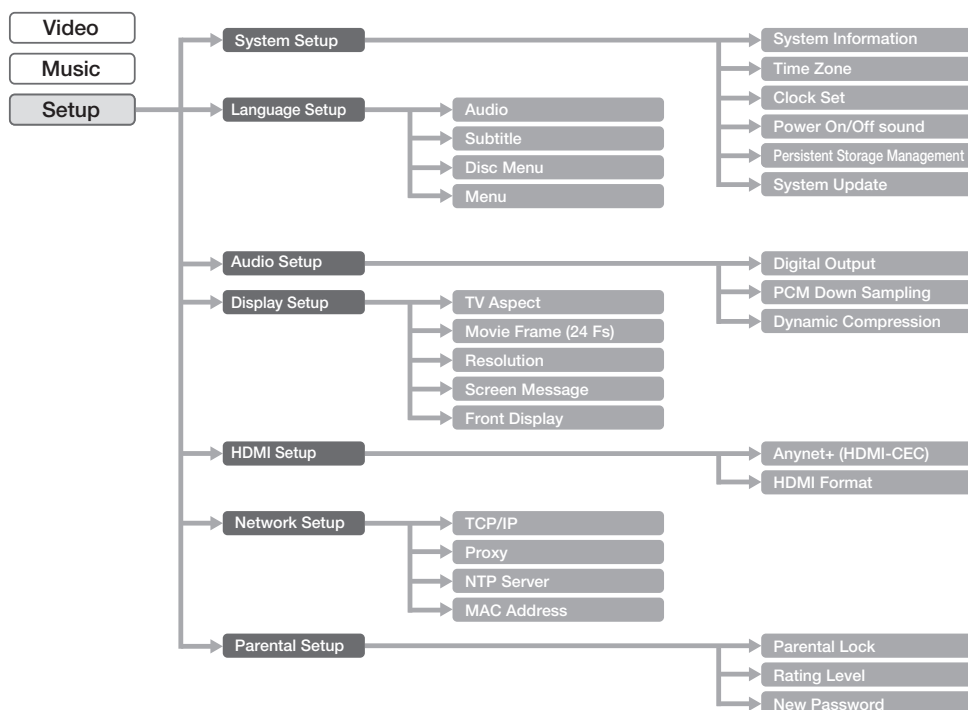 Video
Music
Setup
System Setup
System Information
Time Zone
Clock Set
Power On/Off sound
Persistent Storage Management
System Update
Language Setup
Audio
Subtitle
Disc Menu
Menu
Audio Setup
Digital Output
PCM Down Sampling
Dynamic Compression
Display Setup
TV Aspect
Movie Frame (24 Fs)
Resolution
Screen Message
Front Display
HDMI Setup
Anynet+ (HDMI-CEC)
HDMI Format
Network Setup
TCP/IP
Proxy
NTP Server
MAC Address
Parental Setup
Parental Lock
Rating Level
New Password